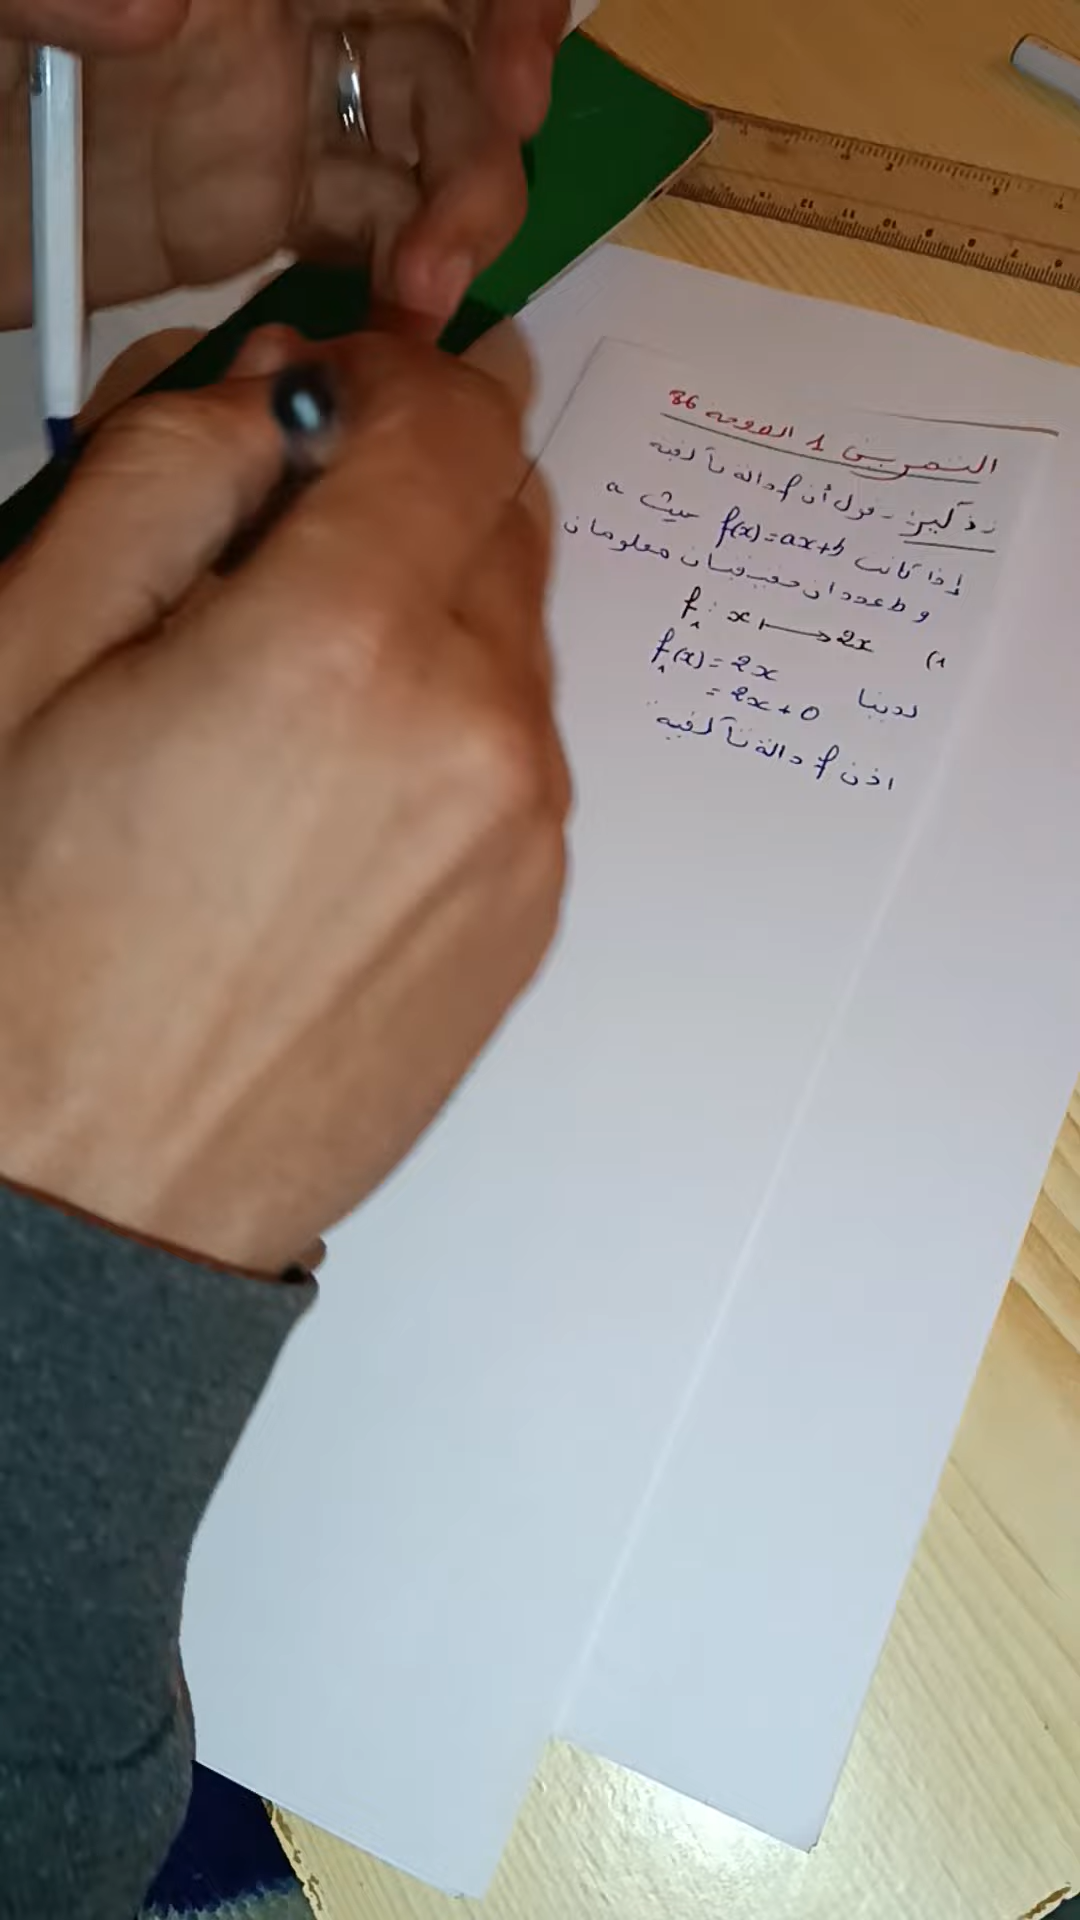 التمرين 1 الصفحة 86
تذكير: نقول أن f دالة تآلفية
إذا كانت f(x)=ax+b حيث a
و b عددان حقيقيان معلومان
1) f₁: x ⟼ 2x
لدينا f₁(x) = 2x
= 2x + 0
اذن f دالة تآلفية